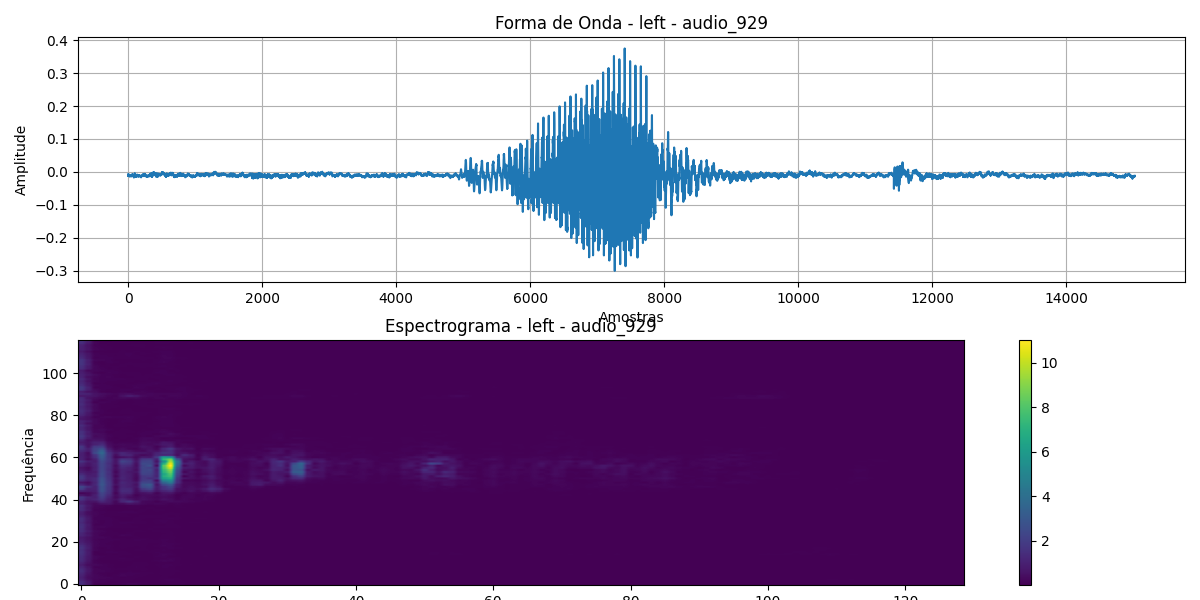 Forma de Onda - left - audio_929
0.4
0.3
0.2
0.1
0.0
−0.1
−0.2
−0.3
Amplitude
0 2000 4000 6000 8000 10000 12000 14000
Amostras
Espectrograma - left - audio_929
100
80
60
40
20
0
Frequência
10
8
6
4
2
0 20 40 60 80 100 120